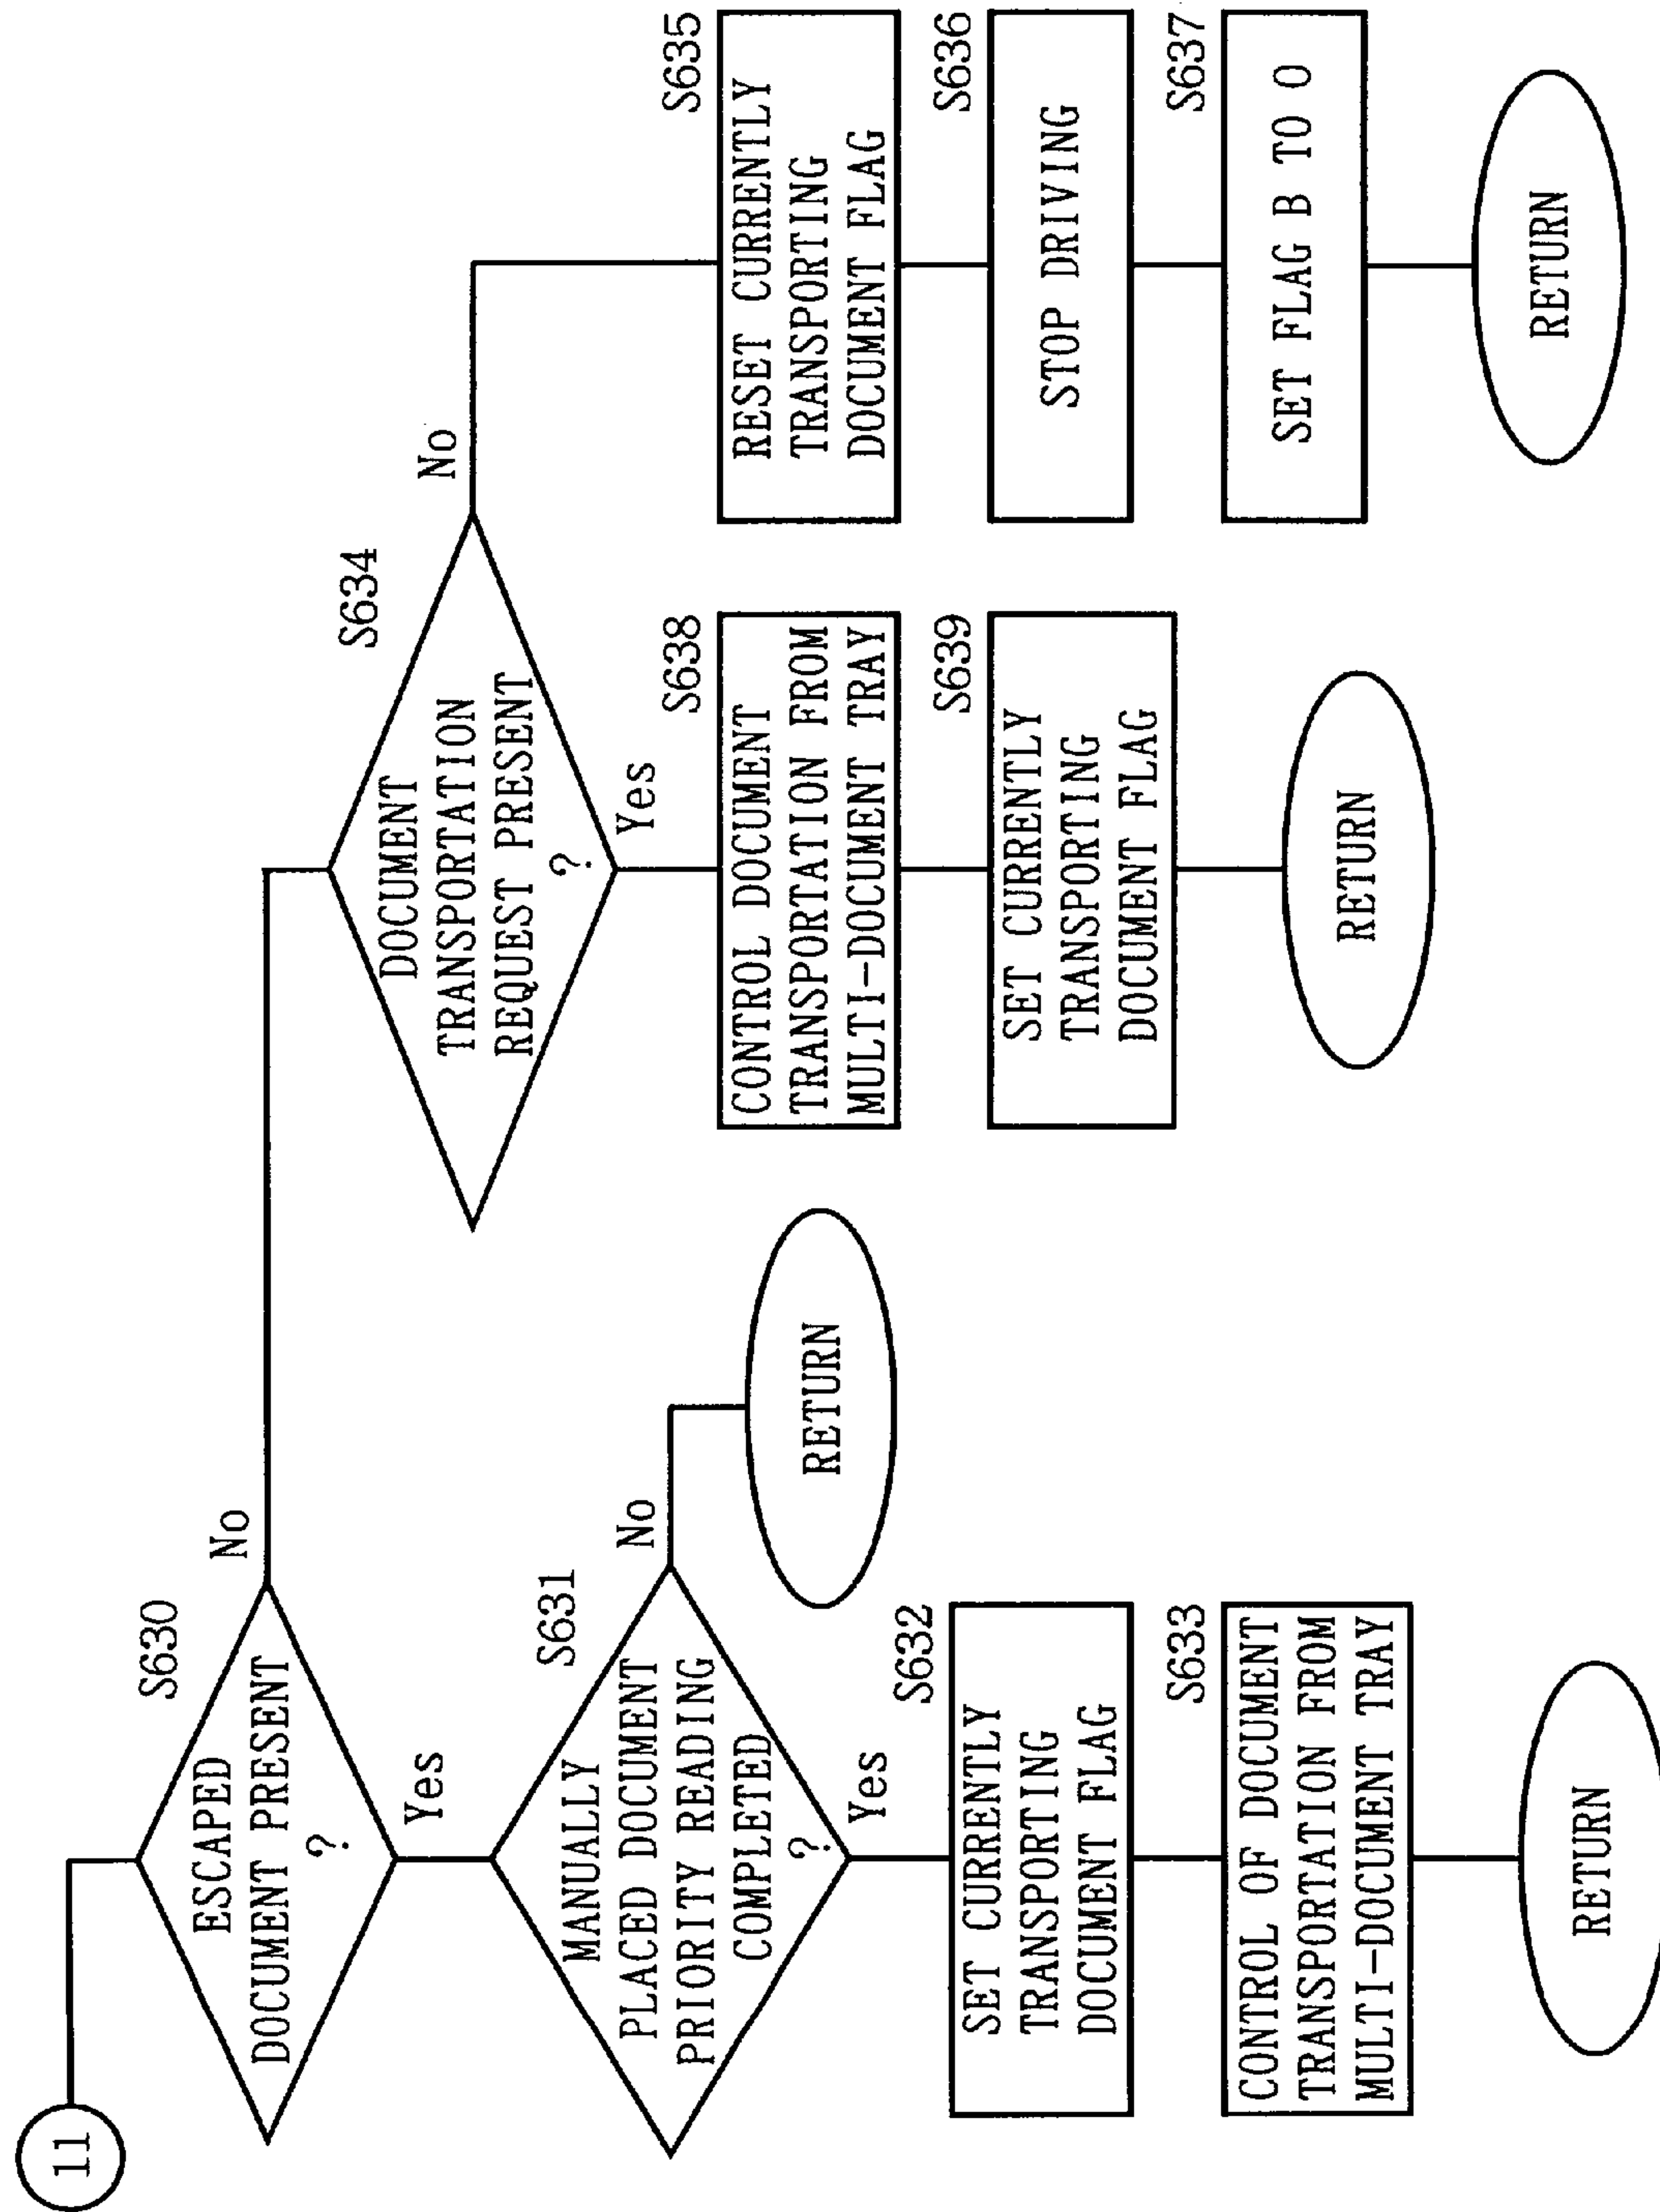 11
S630
ESCAPED
DOCUMENT PRESENT
?
No
Yes
S631
MANUALLY
PLACED DOCUMENT
PRIORITY READING
COMPLETED
?
No
RETURN
Yes
S632
SET CURRENTLY
TRANSPORTING
DOCUMENT FLAG
S633
CONTROL OF DOCUMENT
TRANSPORTATION FROM
MULTI-DOCUMENT TRAY
RETURN
S634
DOCUMENT
TRANSPORTATION
REQUEST PRESENT
?
No
Yes
S638
CONTROL DOCUMENT
TRANSPORTATION FROM
MULTI-DOCUMENT TRAY
S639
SET CURRENTLY
TRANSPORTING
DOCUMENT FLAG
RETURN
S635
RESET CURRENTLY
TRANSPORTING
DOCUMENT FLAG
S636
STOP DRIVING
S637
SET FLAG B TO 0
RETURN